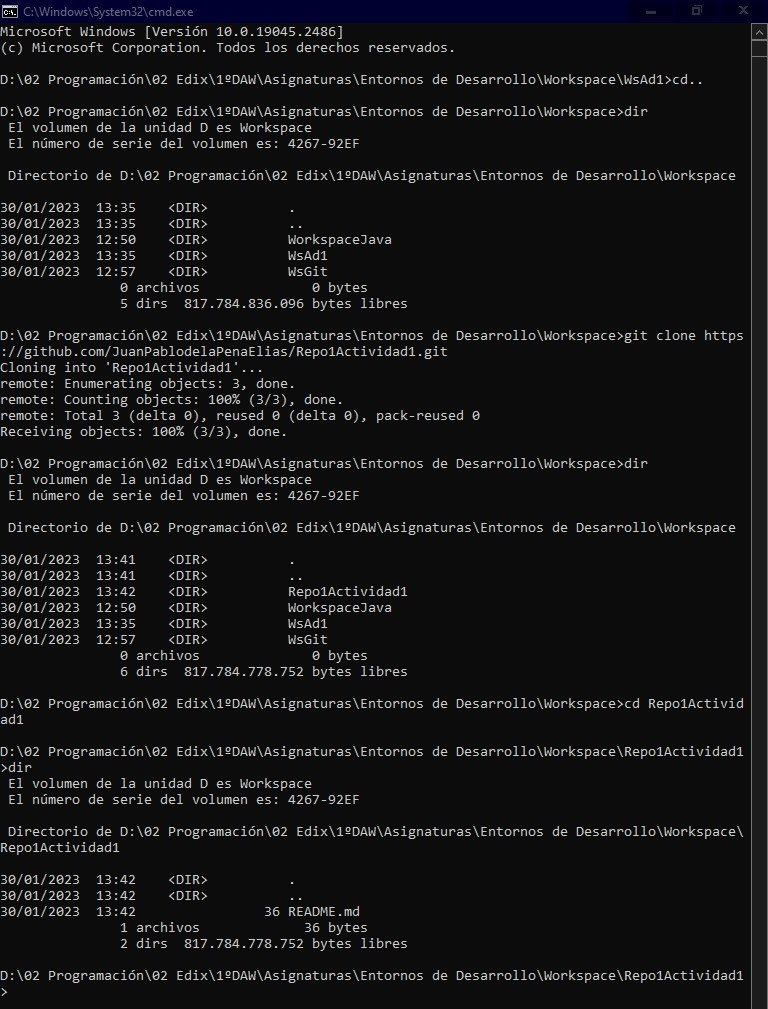 C:\Windows\System32\cmd.exe
Microsoft Windows [Versión 10.0.19045.2486]
(c) Microsoft Corporation. Todos los derechos reservados.
D:\02 Programación\02 Edix\1ºDAW\Asignaturas\Entornos de Desarrollo\Workspace\WsAd1>cd..
D:\02 Programación\02 Edix\1ºDAW\Asignaturas\Entornos de Desarrollo\Workspace>dir
 El volumen de la unidad D es Workspace
 El número de serie del volumen es: 4267-92EF
 Directorio de D:\02 Programación\02 Edix\1ºDAW\Asignaturas\Entornos de Desarrollo\Workspace
30/01/2023  13:35    <DIR>          .
30/01/2023  13:35    <DIR>          ..
30/01/2023  12:50    <DIR>          WorkspaceJava
30/01/2023  13:35    <DIR>          WsAd1
30/01/2023  12:57    <DIR>          WsGit
               0 archivos              0 bytes
               5 dirs  817.784.836.096 bytes libres
D:\02 Programación\02 Edix\1ºDAW\Asignaturas\Entornos de Desarrollo\Workspace>git clone https
://github.com/JuanPablodelaPenaElias/Repo1Actividad1.git
Cloning into 'Repo1Actividad1'...
remote: Enumerating objects: 3, done.
remote: Counting objects: 100% (3/3), done.
remote: Total 3 (delta 0), reused 0 (delta 0), pack-reused 0
Receiving objects: 100% (3/3), done.
D:\02 Programación\02 Edix\1ºDAW\Asignaturas\Entornos de Desarrollo\Workspace>dir
 El volumen de la unidad D es Workspace
 El número de serie del volumen es: 4267-92EF
 Directorio de D:\02 Programación\02 Edix\1ºDAW\Asignaturas\Entornos de Desarrollo\Workspace
30/01/2023  13:41    <DIR>          .
30/01/2023  13:41    <DIR>          ..
30/01/2023  13:42    <DIR>          Repo1Actividad1
30/01/2023  12:50    <DIR>          WorkspaceJava
30/01/2023  13:35    <DIR>          WsAd1
30/01/2023  12:57    <DIR>          WsGit
               0 archivos              0 bytes
               6 dirs  817.784.778.752 bytes libres
D:\02 Programación\02 Edix\1ºDAW\Asignaturas\Entornos de Desarrollo\Workspace>cd Repo1Activid
ad1
D:\02 Programación\02 Edix\1ºDAW\Asignaturas\Entornos de Desarrollo\Workspace\Repo1Actividad1
>dir
 El volumen de la unidad D es Workspace
 El número de serie del volumen es: 4267-92EF
 Directorio de D:\02 Programación\02 Edix\1ºDAW\Asignaturas\Entornos de Desarrollo\Workspace\
Repo1Actividad1
30/01/2023  13:42    <DIR>          .
30/01/2023  13:42    <DIR>          ..
30/01/2023  13:42                36 README.md
               1 archivos             36 bytes
               2 dirs  817.784.778.752 bytes libres
D:\02 Programación\02 Edix\1ºDAW\Asignaturas\Entornos de Desarrollo\Workspace\Repo1Actividad1
>